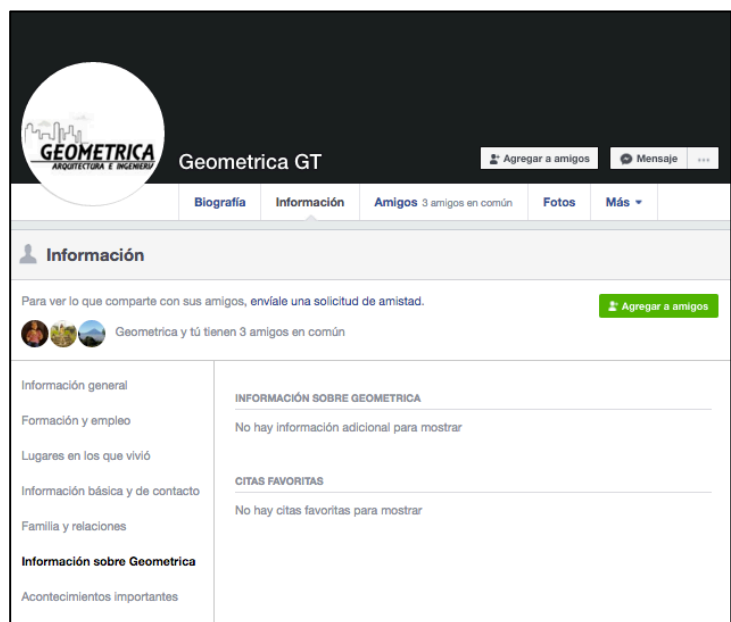 GEOMETRICA
ARQUITECTURA E INGENIERIA
Geometrica GT
Agregar a amigos
Mensaje
Biografía
Información
Amigos 3 amigos en común
Fotos
Más
Información
Para ver lo que comparte con sus amigos, envíale una solicitud de amistad.
Agregar a amigos
Geometrica y tú tienen 3 amigos en común
Información general
Formación y empleo
Lugares en los que vivió
Información básica y de contacto
Familia y relaciones
Información sobre Geometrica
Acontecimientos importantes
INFORMACIÓN SOBRE GEOMETRICA
No hay información adicional para mostrar
CITAS FAVORITAS
No hay citas favoritas para mostrar